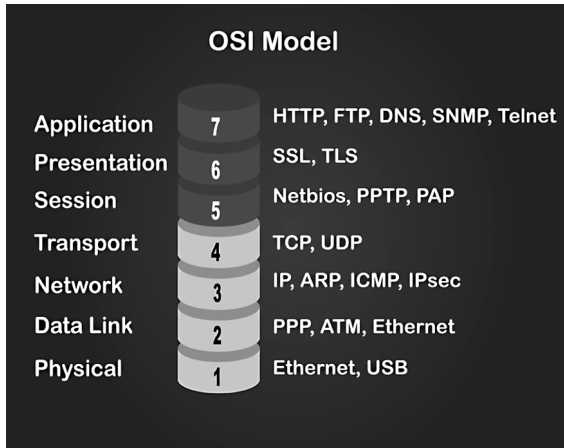 OSI Model
Application 7 HTTP, FTP, DNS, SNMP, Telnet
Presentation 6 SSL, TLS
Session 5 Netbios, PPTP, PAP
Transport 4 TCP, UDP
Network 3 IP, ARP, ICMP, IPsec
Data Link 2 PPP, ATM, Ethernet
Physical 1 Ethernet, USB